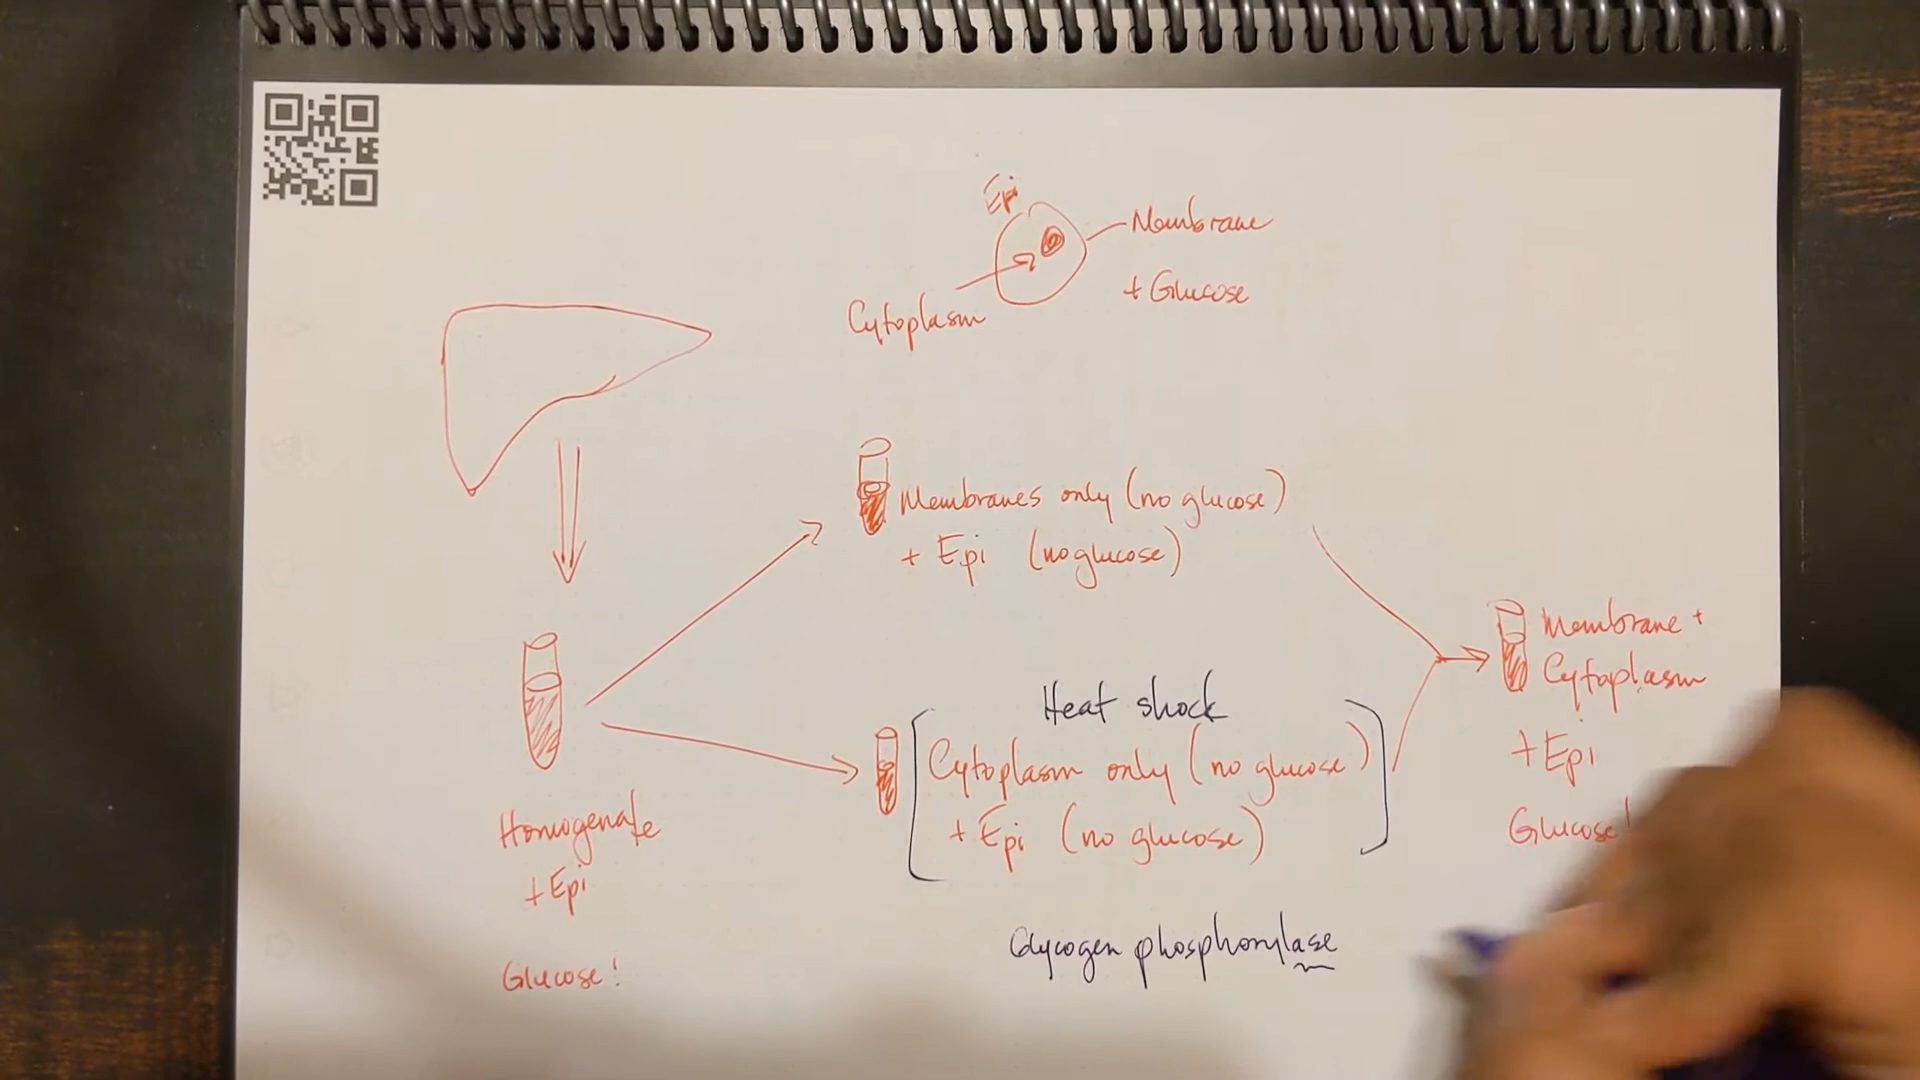 Epi
Membrane
+ Glucose
Cytoplasm
Membranes only (no glucose)
+ Epi (no glucose)
Membrane +
Cytoplasm
+ Epi
Glucose!
Heat shock
Cytoplasm only (no glucose)
+ Epi (no glucose)
Homogenate
+ Epi
Glucose!
Glycogen phosphorylase